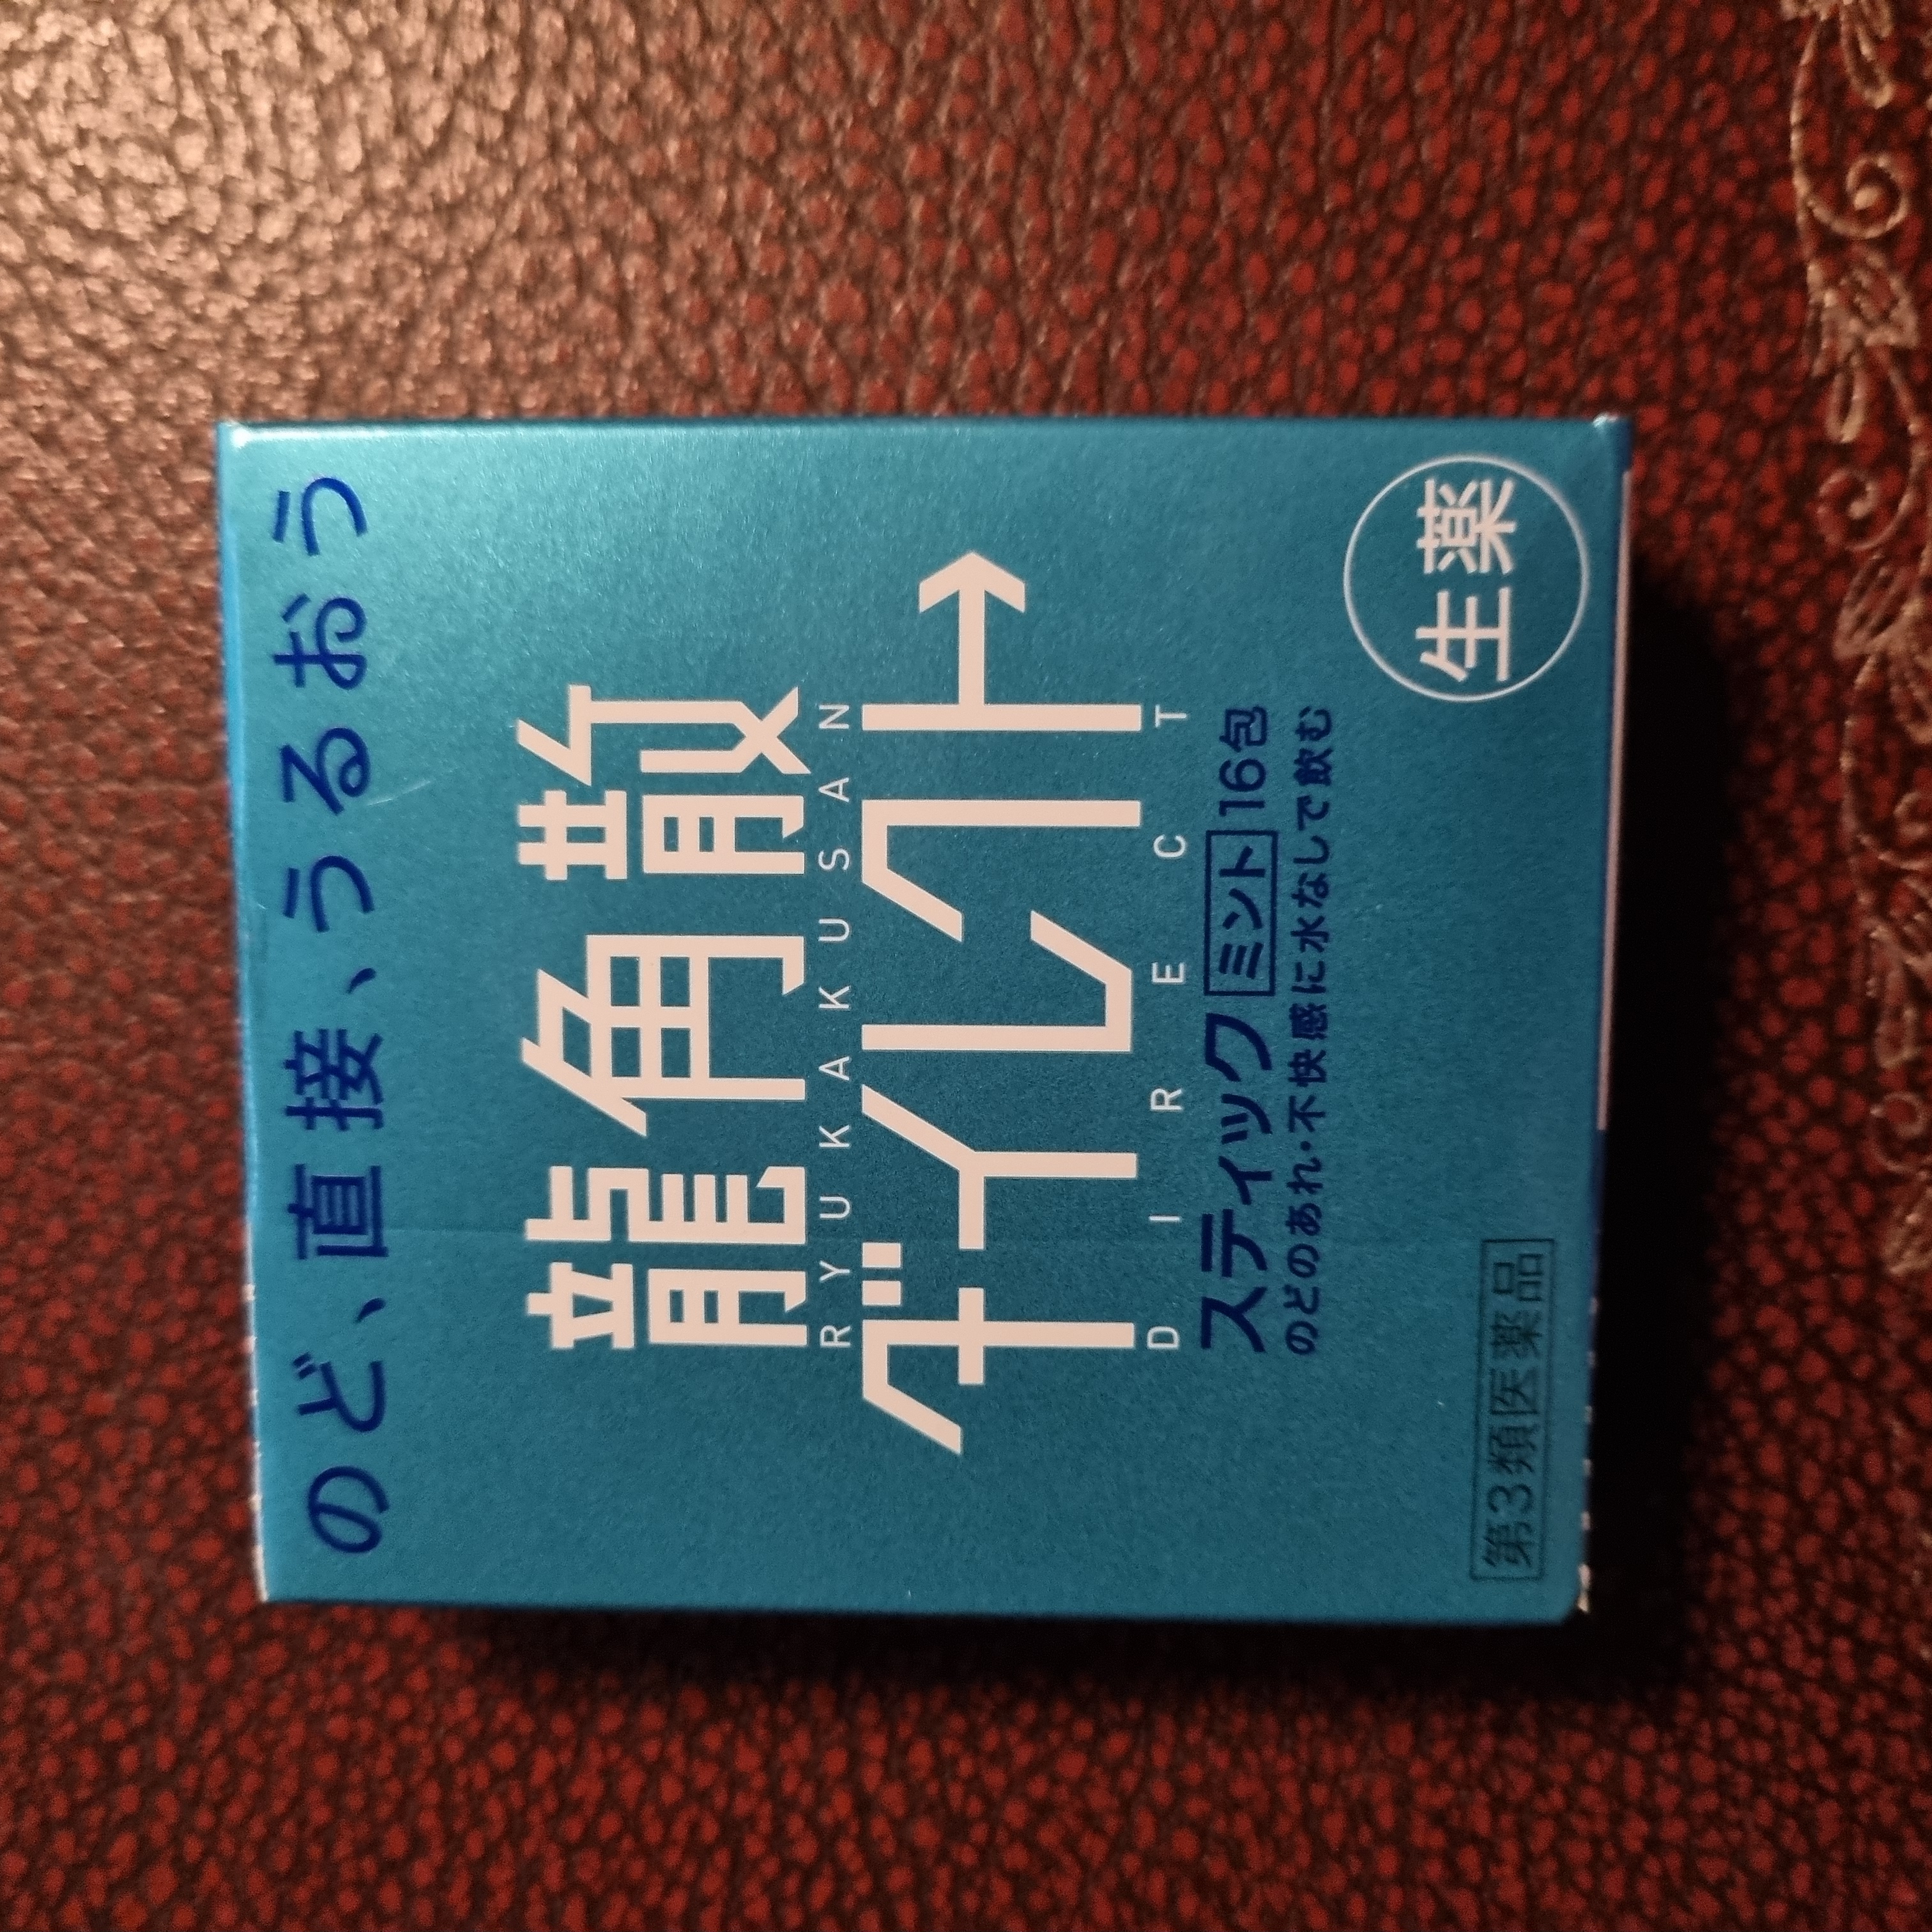 のど、直接、うるおう
龍角散
RYUKAKUSAN
ダイレクト
DIRECT
スティック ミント 16包
のどのあれ・不快感に水なしで飲む
生薬
第3類医薬品